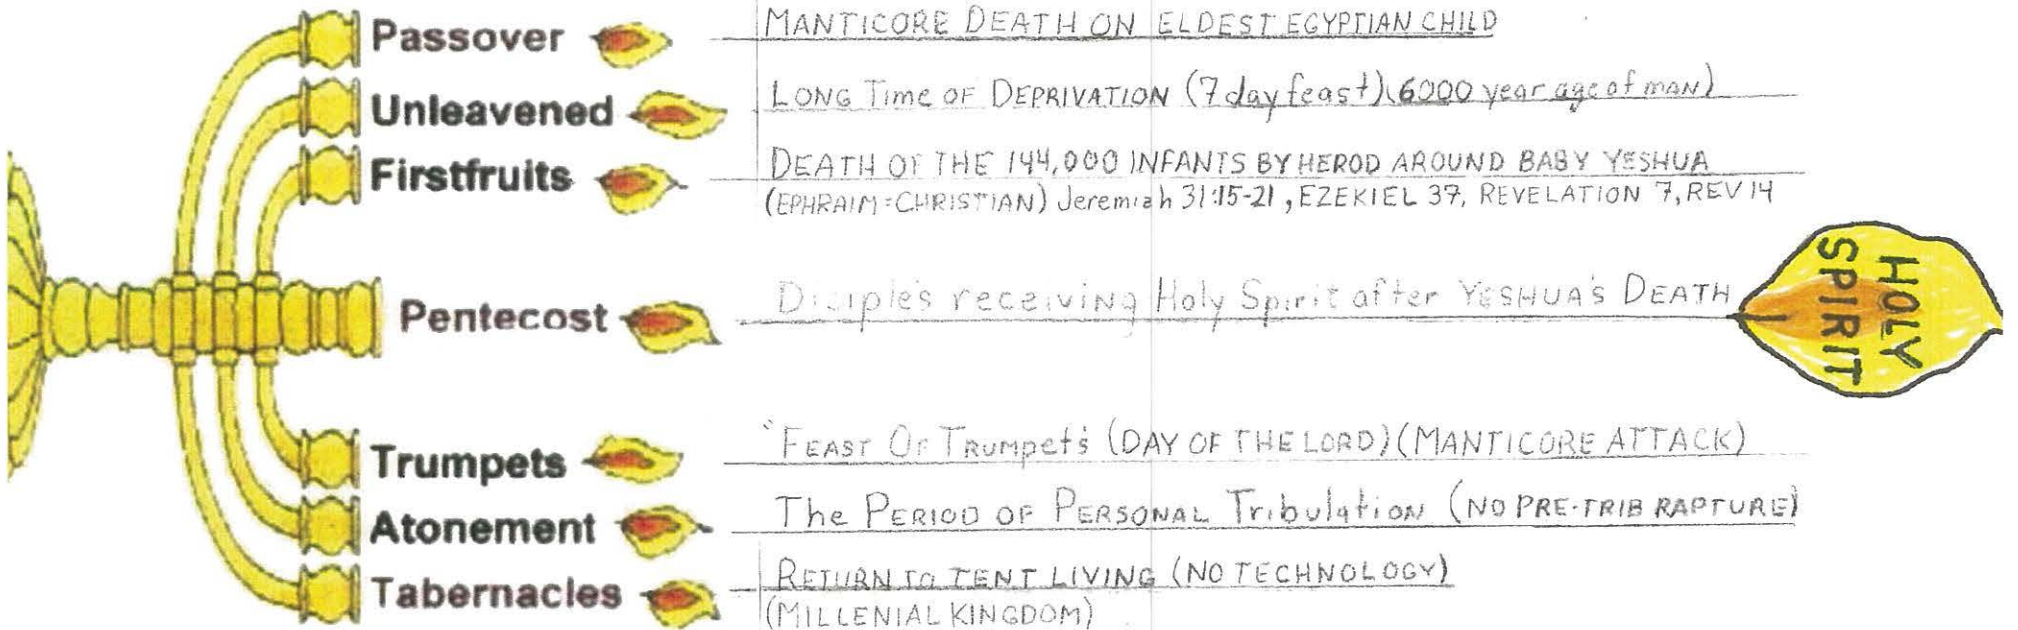 Passover MANTICORE DEATH ON ELDEST EGYPTIAN CHILD
Unleavened LONG Time OF DEPRIVATION (7 day feast) (6000 year age of man)
Firstfruits DEATH OF THE 144,000 INFANTS BY HEROD AROUND BABY YESHUA
(EPHRAIM=CHRISTIAN) Jeremiah 31:15-21, EZEKIEL 37, REVELATION 7, REV 14
Pentecost Disciple's receiving Holy Spirit after YESHUA'S DEATH
HOLY
SPIRIT
Trumpets "FEAST OF TRUMPet's (DAY OF THE LORD) (MANTICORE ATTACK)
Atonement The PERIOD OF PERSONAL Tribulation (NO PRE-TRIB RAPTURE)
Tabernacles RETURN TO TENT LIVING (NO TECHNOLOGY)
(MILLENIAL KINGDOM)